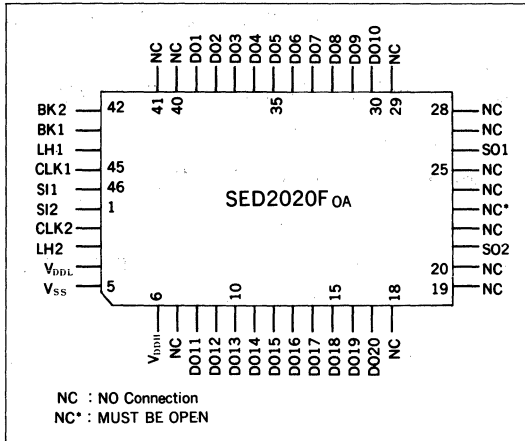 NC NC DO1 DO2 DO3 DO4 DO5 DO6 DO7 DO8 DO9 DO10 NC
41 40 35 30 29
BK2 42 28 NC
BK1 NC
LH1 SO1
CLK1 45 25 NC
SI1 46 NC
SI2 1 NC*
SED2020F0A
CLK2 NC
LH2 SO2
VDDL 20 NC
VSS 5 19 NC
6 10 15 18
VDDH NC DO11 DO12 DO13 DO14 DO15 DO16 DO17 DO18 DO19 DO20 NC
NC : NO Connection
NC* : MUST BE OPEN